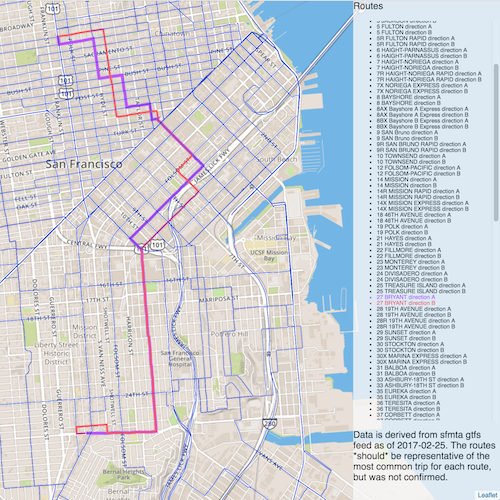 Routes
5 FULTON direction A
5 FULTON direction B
5R FULTON RAPID direction A
5R FULTON RAPID direction B
6 HAIGHT-PARNASSUS direction A
6 HAIGHT-PARNASSUS direction B
7 HAIGHT-NORIEGA direction A
7 HAIGHT-NORIEGA direction B
7R HAIGHT-NORIEGA RAPID direction A
7R HAIGHT-NORIEGA RAPID direction B
7X NORIEGA EXPRESS direction A
7X NORIEGA EXPRESS direction B
8 BAYSHORE direction A
8 BAYSHORE direction B
8AX Bayshore A Express direction A
8AX Bayshore A Express direction B
8BX Bayshore B Express direction A
8BX Bayshore B Express direction B
9 SAN Bruno direction A
9 SAN Bruno direction B
9R SAN BRUNO RAPID direction A
9R SAN BRUNO RAPID direction B
10 TOWNSEND direction A
10 TOWNSEND direction B
12 FOLSOM-PACIFIC direction A
12 FOLSOM-PACIFIC direction B
14 MISSION direction A
14 MISSION direction B
14R MISSION RAPID direction A
14R MISSION RAPID direction B
14X MISSION EXPRESS direction A
14X MISSION EXPRESS direction B
18 46TH AVENUE direction A
18 46TH AVENUE direction B
19 POLK direction A
19 POLK direction B
21 HAYES direction A
21 HAYES direction B
22 FILLMORE direction A
22 FILLMORE direction B
23 MONTEREY direction A
23 MONTEREY direction B
24 DIVISADERO direction A
24 DIVISADERO direction B
25 TREASURE ISLAND direction A
25 TREASURE ISLAND direction B
27 BRYANT direction A
27 BRYANT direction B
28 19TH AVENUE direction A
28 19TH AVENUE direction B
28R 19TH AVENUE direction A
28R 19TH AVENUE direction B
29 SUNSET direction A
29 SUNSET direction B
30 STOCKTON direction A
30 STOCKTON direction B
30X MARINA EXPRESS direction A
30X MARINA EXPRESS direction B
31 BALBOA direction A
31 BALBOA direction B
33 ASHBURY-18TH ST direction A
33 ASHBURY-18TH ST direction B
35 EUREKA direction A
35 EUREKA direction B
36 TERESITA direction A
36 TERESITA direction B
37 CORBETT direction A
Data is derived from sfmta gtfs
feed as of 2017-02-25. The routes
*should* be representative of the
most common trip for each route,
but was not confirmed.
Leaflet
BROADWAY
SACRAMENTO ST
101
101
GOLDEN GATE AV
TURK ST
San Francisco
South Beach
JAMES LICK FWY
FELL ST
OAK ST
CENTRAL FWY
101
Mission Bay
UCSF Mission
Bay
16TH ST
17TH ST
18TH ST
MARIPOSA ST
HARRISON ST
FOLSOM ST
S VAN NESS AV
DOLORES ST
GUERRERO ST
Liberty Street
Historic
District
Potrero Hill
San Francisco
General
Hospital
24TH ST
280
Bernal Heights
Park
EVANS AV